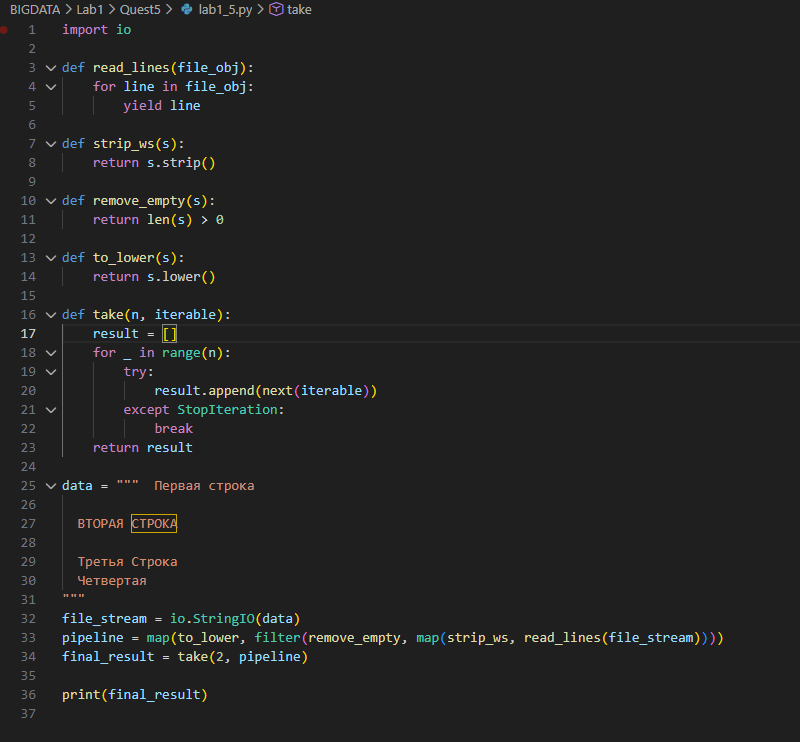 BIGDATA > Lab1 > Quest5 > lab1_5.py > take
1 import io
2
3 def read_lines(file_obj):
4     for line in file_obj:
5         yield line
6
7 def strip_ws(s):
8     return s.strip()
9
10 def remove_empty(s):
11     return len(s) > 0
12
13 def to_lower(s):
14     return s.lower()
15
16 def take(n, iterable):
17     result = []
18     for _ in range(n):
19         try:
20             result.append(next(iterable))
21         except StopIteration:
22             break
23     return result
24
25 data = """  Первая строка
26
27   ВТОРАЯ СТРОКА
28
29   Третья Строка
30   Четвертая
31 """
32 file_stream = io.StringIO(data)
33 pipeline = map(to_lower, filter(remove_empty, map(strip_ws, read_lines(file_stream))))
34 final_result = take(2, pipeline)
35
36 print(final_result)
37